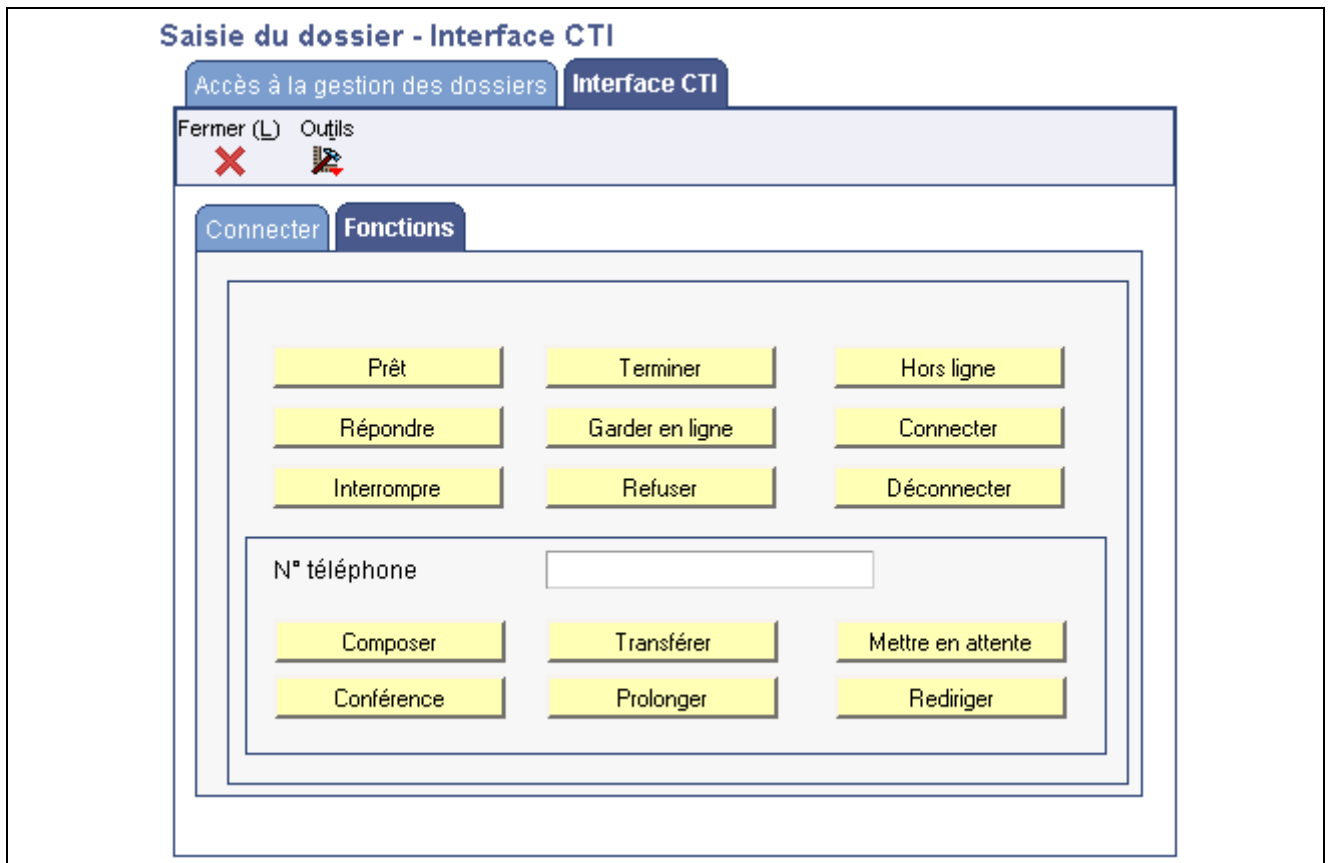 Saisie du dossier - Interface CTI
Accès à la gestion des dossiers Interface CTI
Fermer (L) Outils
Connecter Fonctions
Prêt Terminer Hors ligne
Répondre Garder en ligne Connecter
Interrompre Refuser Déconnecter
N° téléphone
Composer Transférer Mettre en attente
Conférence Prolonger Rediriger